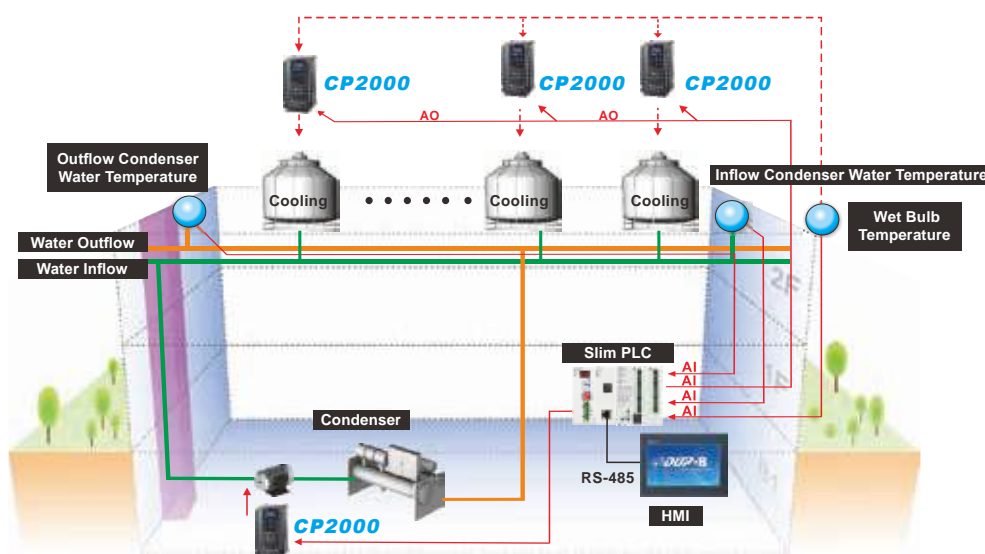 CP2000
CP2000
CP2000
AO
AO
Outflow Condenser
Water Temperature
Inflow Condenser Water Temperature
Cooling
Cooling
Cooling
Wet Bulb
Temperature
Water Outflow
Water Inflow
2F
Slim PLC
1F
AI
AI
AI
AI
Condenser
RS-485
HMI
CP2000